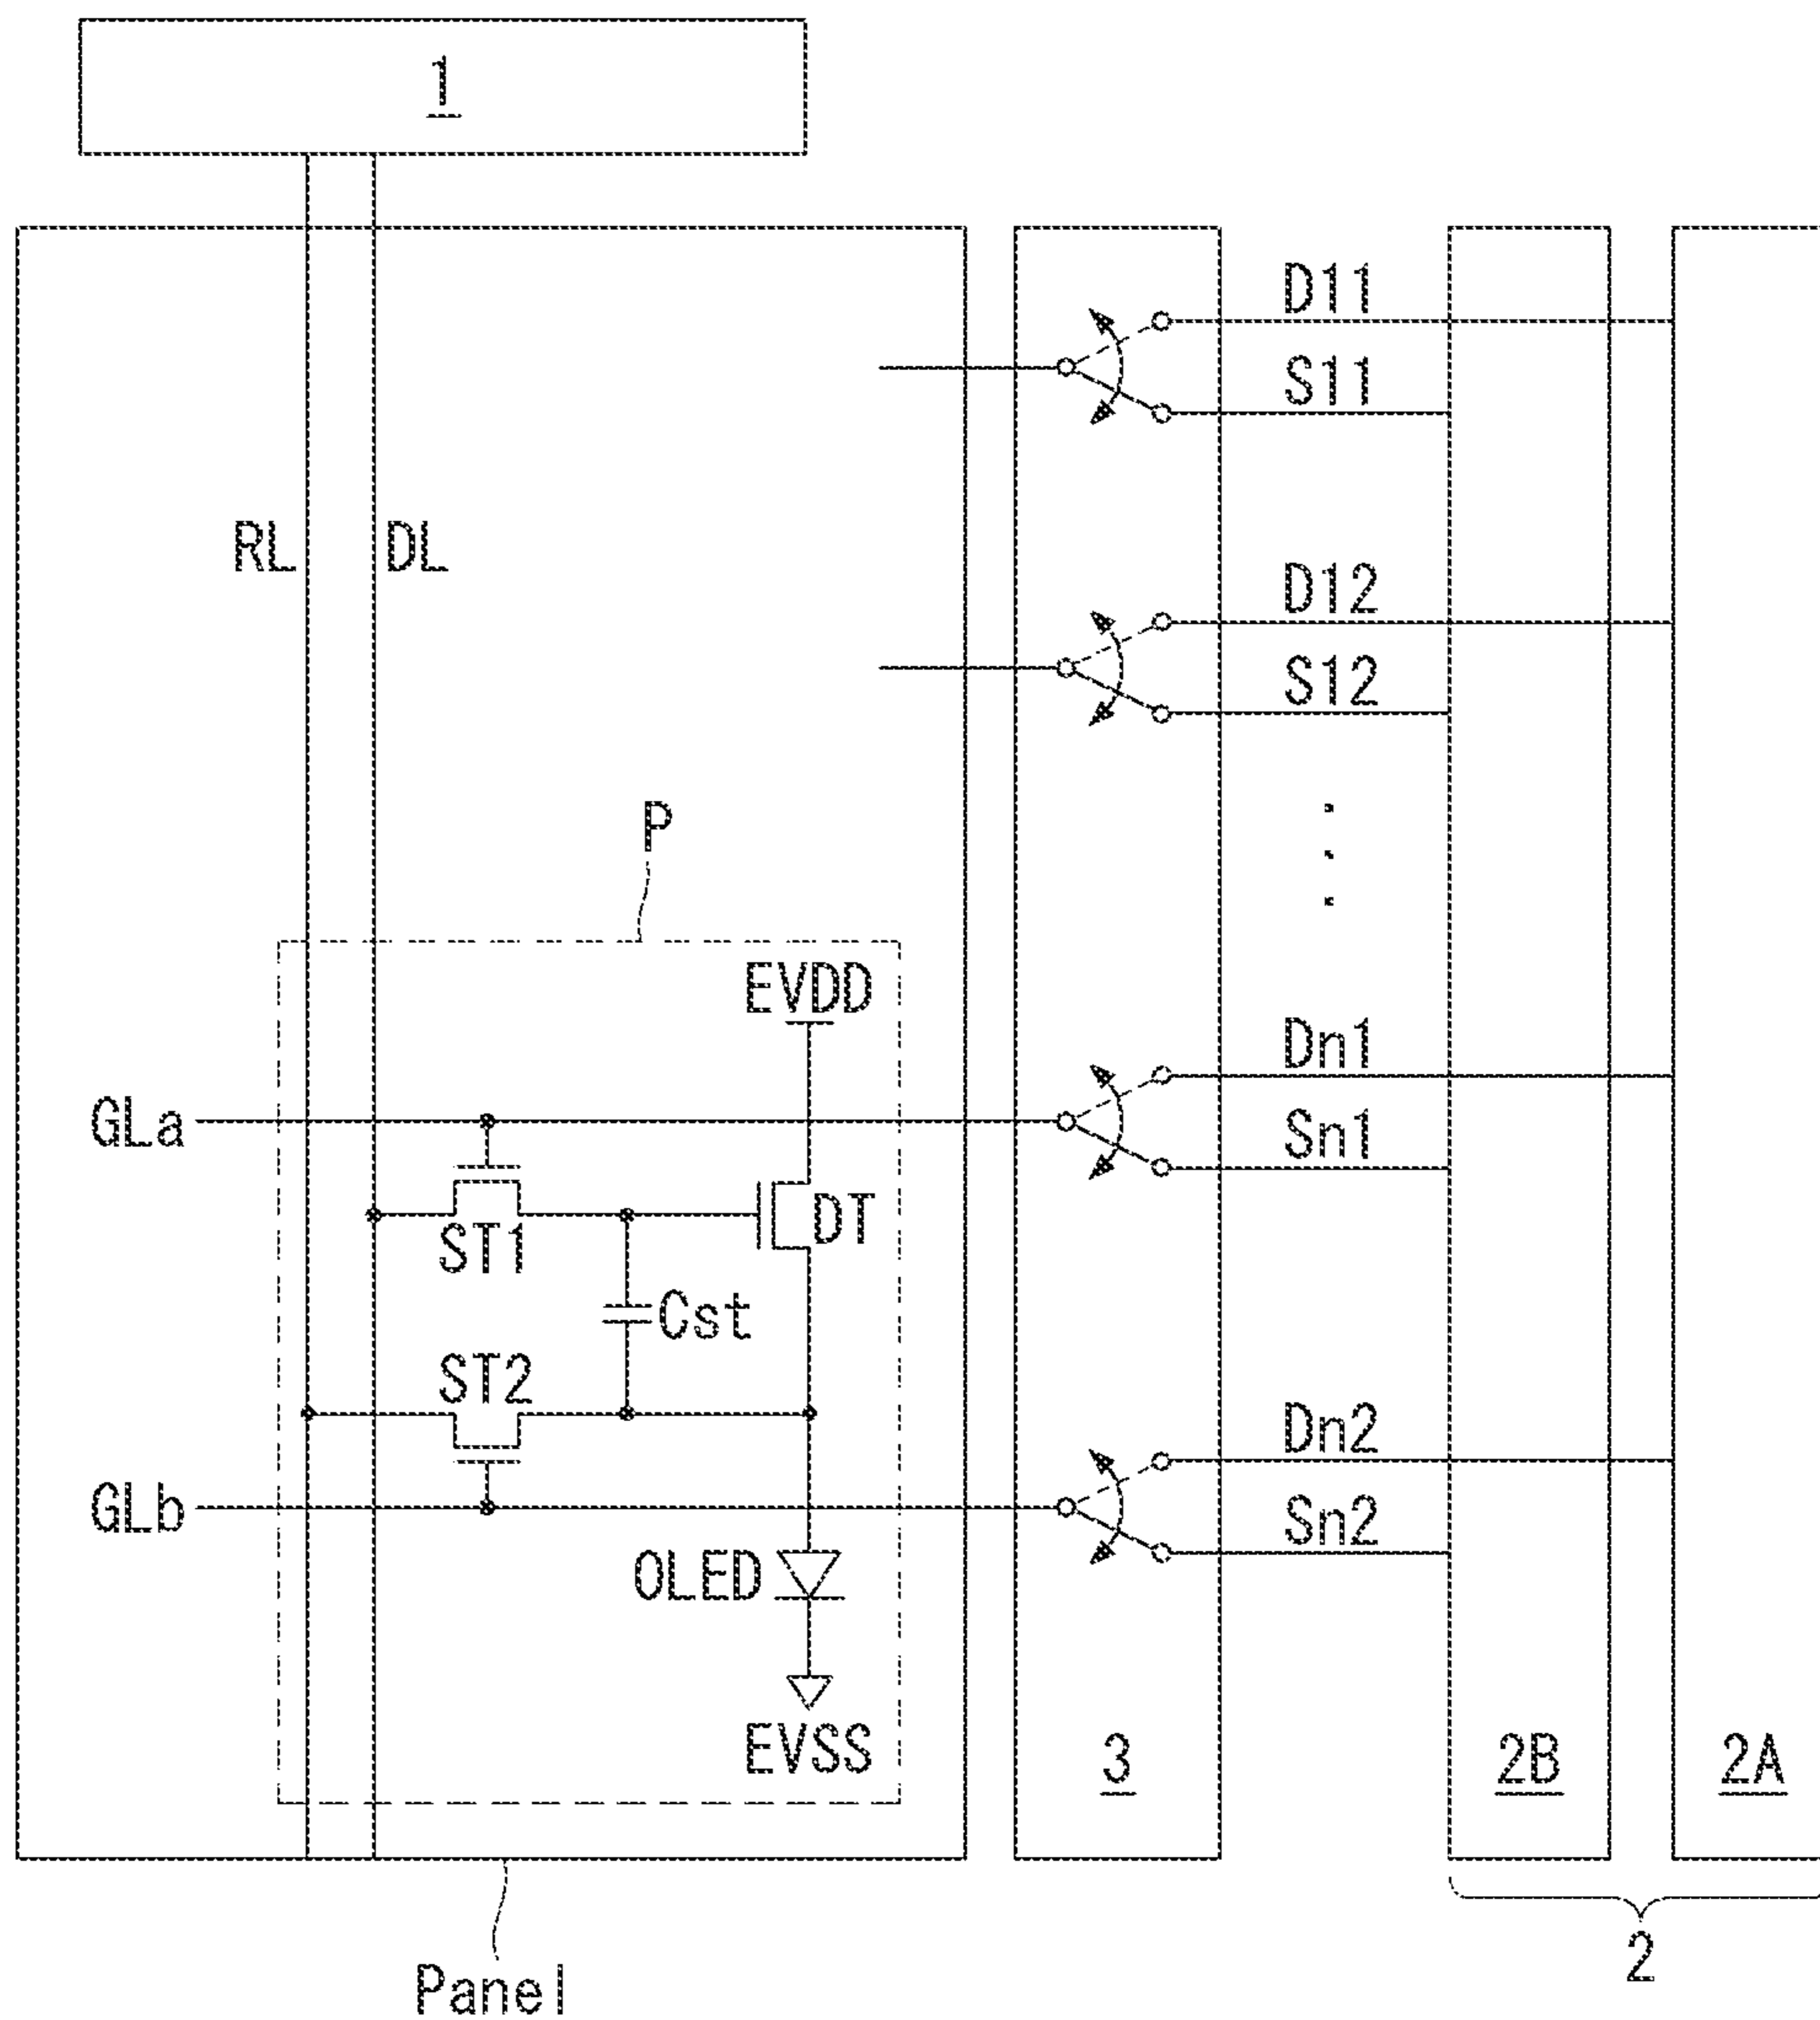 1
D11
S11
RL
DL
D12
S12
P
EVDD
Dn1
GLa
Sn1
DT
ST1
Cst
ST2
Dn2
GLb
Sn2
OLED
EVSS
3
2B
2A
2
Panel